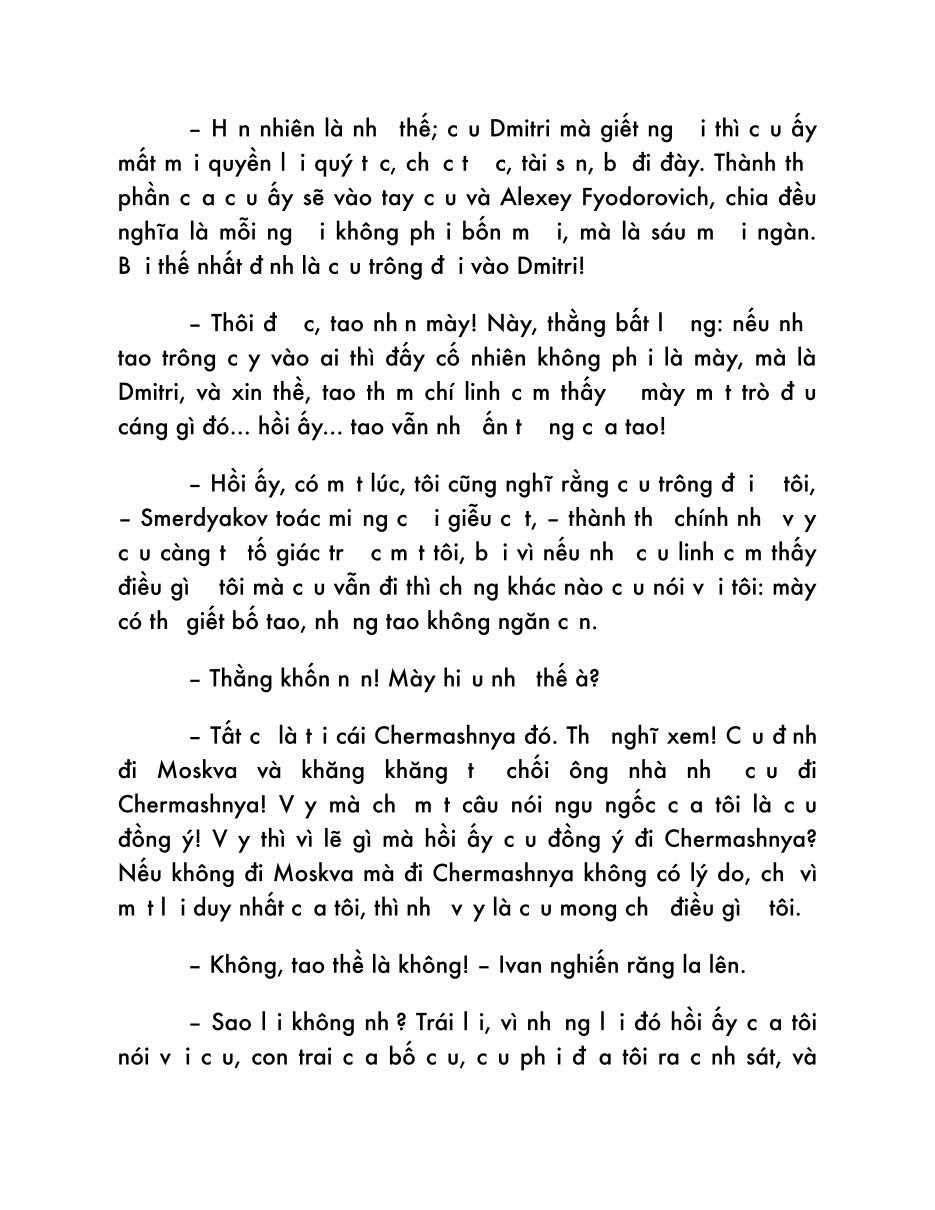 – H n nhiên là nh thế; c u Dmitri mà giết ng i thì c u ấy
mất m i quyền l i quý t c, ch c t c, tài s n, b đi đày. Thành th
phần c a c u ấy sẽ vào tay c u và Alexey Fyodorovich, chia đều
nghĩa là mỗi ng i không ph i bốn m i, mà là sáu m i ngàn.
B i thế nhất đ nh là c u trông đ i vào Dmitri!
– Thôi đ c, tao nh n mày! Này, thằng bất l ng: nếu nh
tao trông c y vào ai thì đấy cố nhiên không ph i là mày, mà là
Dmitri, và xin thề, tao th m chí linh c m thấy mày m t trò đ u
cáng gì đó... hồi ấy... tao vẫn nh ấn t ng c a tao!
– Hồi ấy, có m t lúc, tôi cũng nghĩ rằng c u trông đ i tôi,
– Smerdyakov toác mi ng c i giễu c t, – thành th chính nh v y
c u càng t tố giác tr c m t tôi, b i vì nếu nh c u linh c m thấy
điều gì tôi mà c u vẫn đi thì ch ng khác nào c u nói v i tôi: mày
có th giết bố tao, nh ng tao không ngăn c n.
– Thằng khốn n n! Mày hi u nh thế à?
– Tất c là t i cái Chermashnya đó. Th nghĩ xem! C u đ nh
đi Moskva và khăng khăng t chối ông nhà nh c u đi
Chermashnya! V y mà ch m t câu nói ngu ngốc c a tôi là c u
đồng ý! V y thì vì lẽ gì mà hồi ấy c u đồng ý đi Chermashnya?
Nếu không đi Moskva mà đi Chermashnya không có lý do, ch vì
m t l i duy nhất c a tôi, thì nh v y là c u mong ch điều gì tôi.
– Không, tao thề là không! – Ivan nghiến răng la lên.
– Sao l i không nh ? Trái l i, vì nh ng l i đó hồi ấy c a tôi
nói v i c u, con trai c a bố c u, c u ph i đ a tôi ra c nh sát, và